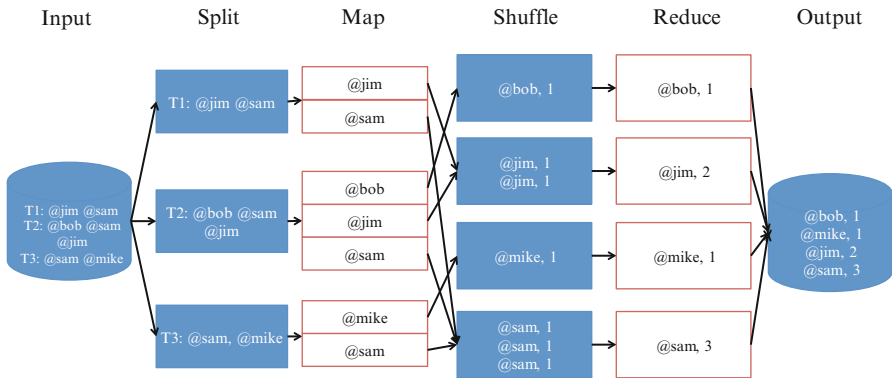 Input
Split
Map
Shuffle
Reduce
Output
T1: @jim @sam
T2: @bob @sam
@jim
T3: @sam @mike
T1: @jim @sam
T2: @bob @sam
@jim
T3: @sam, @mike
@jim
@sam
@bob
@jim
@sam
@mike
@sam
@bob, 1
@jim, 1
@jim, 1
@mike, 1
@sam, 1
@sam, 1
@sam, 1
@bob, 1
@jim, 2
@mike, 1
@sam, 3
@bob, 1
@mike, 1
@jim, 2
@sam, 3